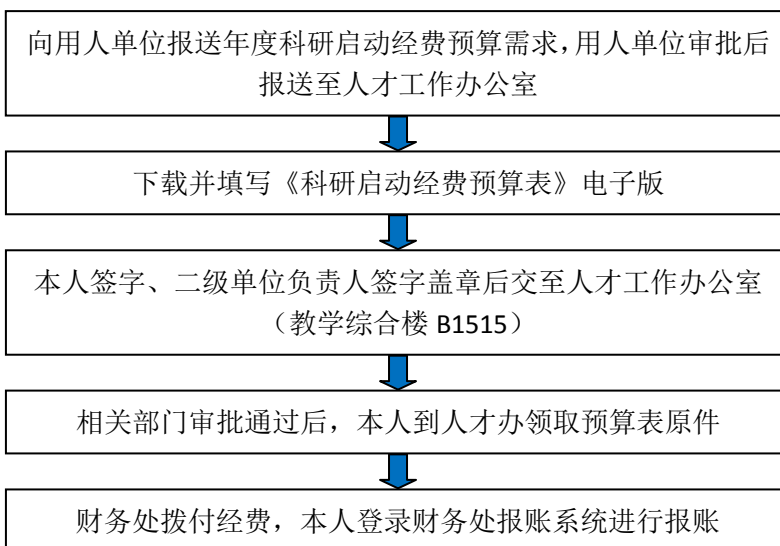 向用人单位报送年度科研启动经费预算需求，用人单位审批后
报送至人才工作办公室
下载并填写《科研启动经费预算表》电子版
本人签字、二级单位负责人签字盖章后交至人才工作办公室
（教学综合楼 B1515）
相关部门审批通过后，本人到人才办领取预算表原件
财务处拨付经费，本人登录财务处报账系统进行报账